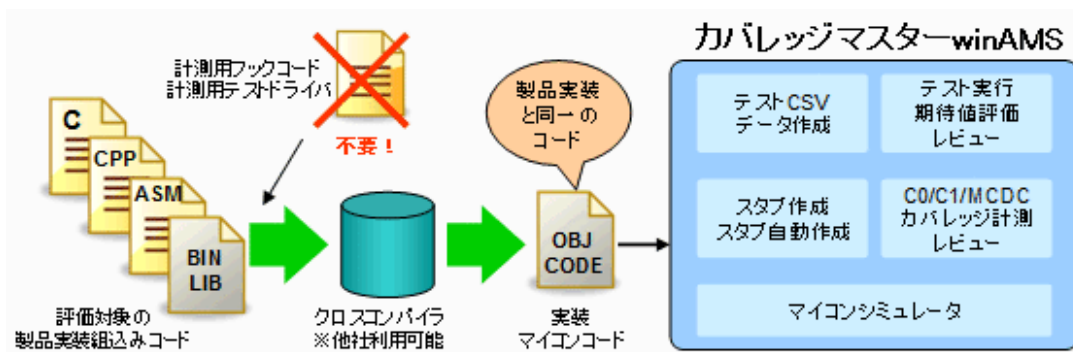 カバレッジマスターwinAMS
計測用フックコード
計測用テストドライバ
不要！
製品実装
と同一の
コード
C
CPP
ASM
BIN
LIB
OBJ
CODE
テストCSV
データ作成
テスト実行
期待値評価
レビュー
スタブ作成
スタブ自動作成
C0/C1/MCDC
カバレッジ計測
レビュー
マイコンシミュレータ
評価対象の
製品実装組込みコード
クロスコンパイラ
※他社利用可能
実装
マイコンコード